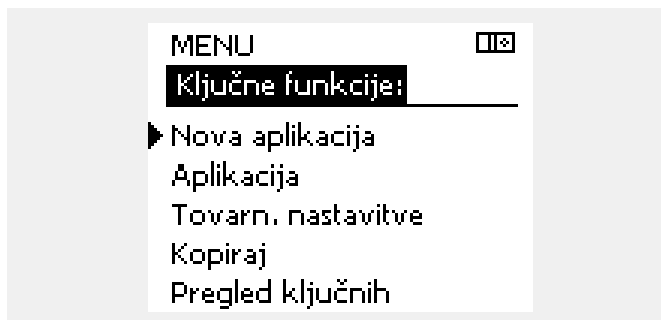 MENU
Ključne funkcije:
Nova aplikacija
Aplikacija
Tovarn. nastavitve
Kopiraj
Pregled ključnih